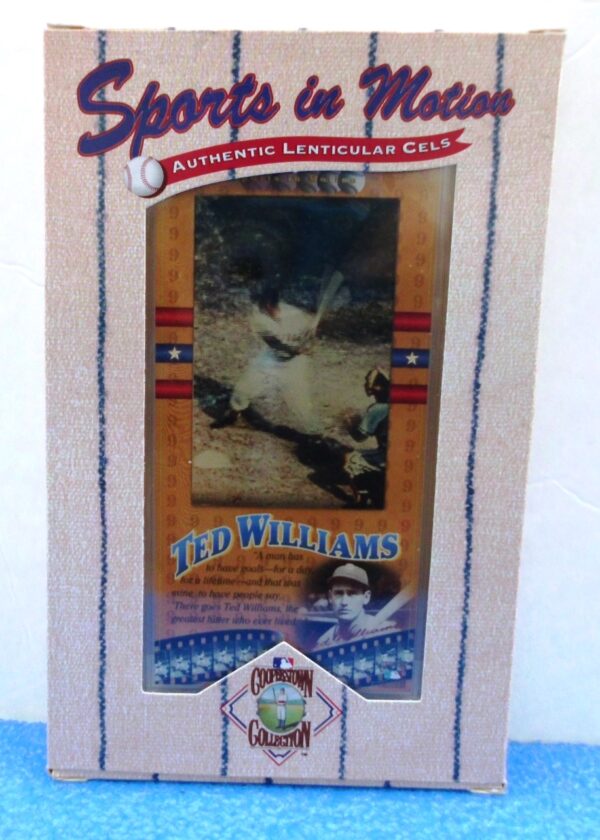 Sports in Motion
AUTHENTIC LENTICULAR CELS
TED WILLIAMS
"A man has
to have goals—for a day,
for a lifetime—and that was
mine, to have people say,
'There goes Ted Williams, the
greatest hitter who ever lived.'
COOPERSTOWN
COLLECTION